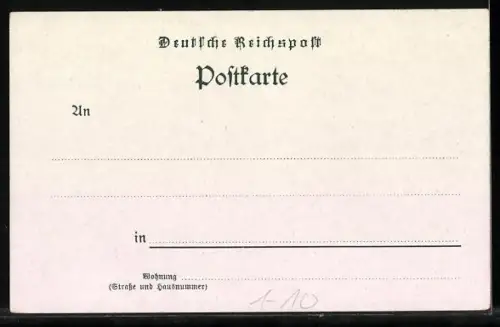 Deutſche Reichspoſt
Poſtkarte
An
in
Wohnung
(Straße und Hausnummer)
1-10